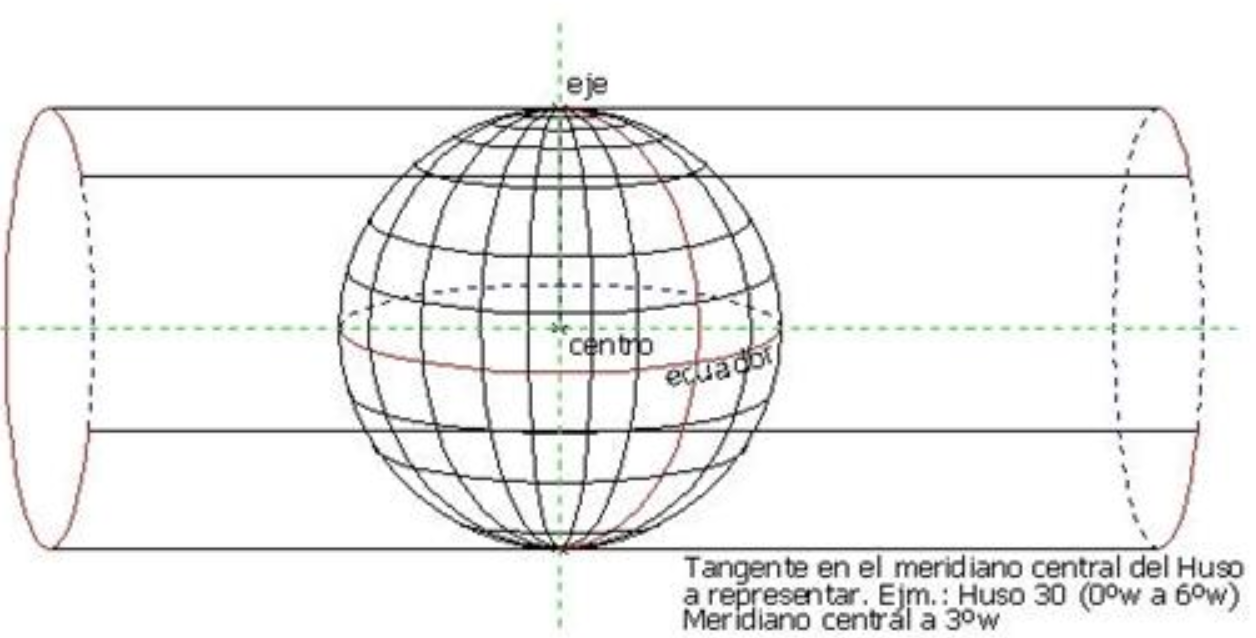 eje
centro
ecuador
Tangente en el meridiano central del Huso
a representar. Ejm.: Huso 30 (0ºw a 6ºw)
Meridiano central a 3ºw